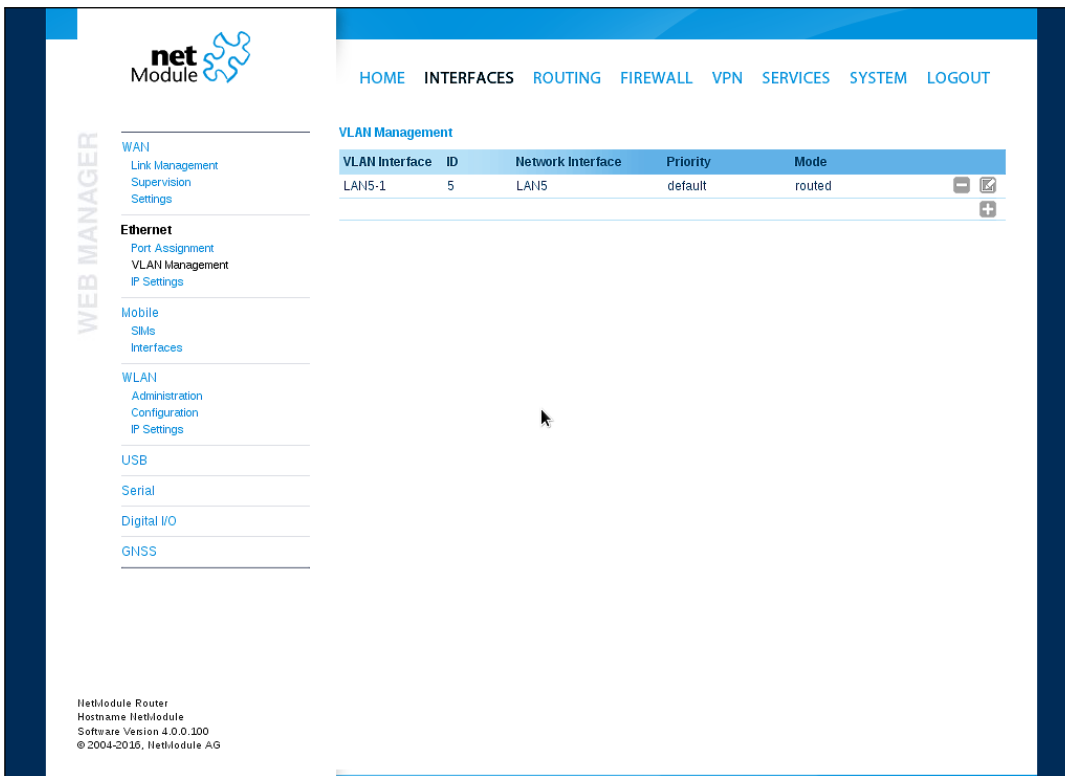 net
Module
HOME INTERFACES ROUTING FIREWALL VPN SERVICES SYSTEM LOGOUT
WEB MANAGER
WAN
Link Management
Supervision
Settings
Ethernet
Port Assignment
VLAN Management
IP Settings
Mobile
SIMs
Interfaces
WLAN
Administration
Configuration
IP Settings
USB
Serial
Digital I/O
GNSS
VLAN Management
VLAN Interface ID Network Interface Priority Mode
LAN5-1 5 LAN5 default routed
NetModule Router
Hostname NetModule
Software Version 4.0.0.100
© 2004-2016, NetModule AG